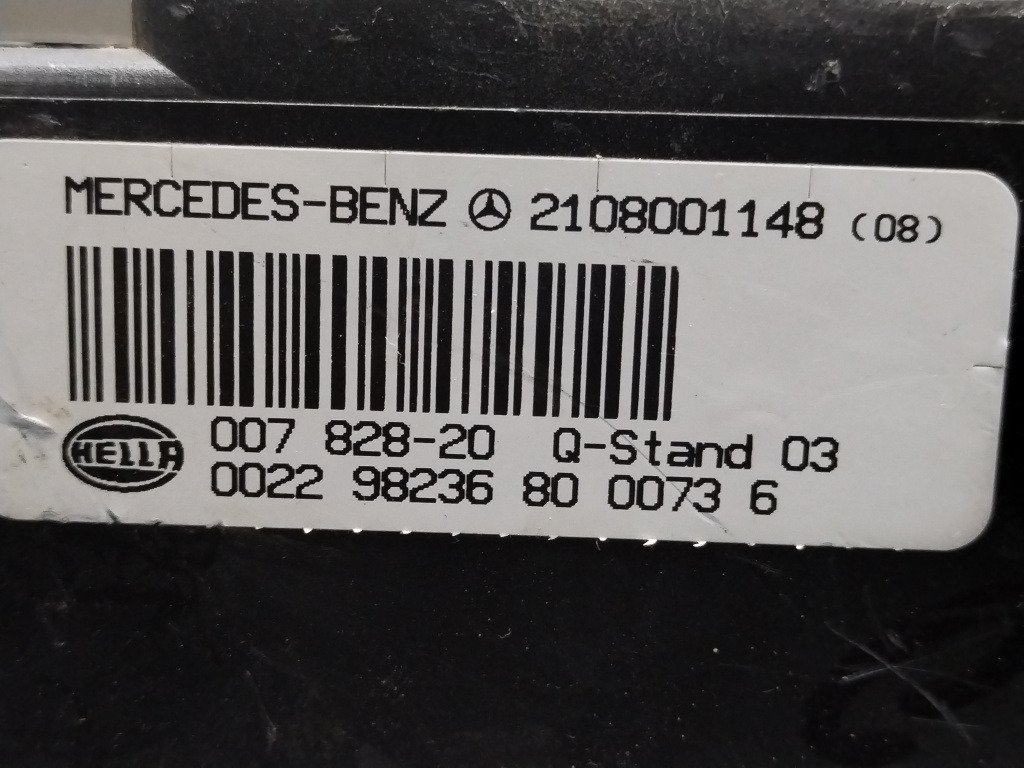 MERCEDES-BENZ 2108001148 (08)
HELLA 007 828-20 Q-Stand 03
0022 98236 80 0073 6